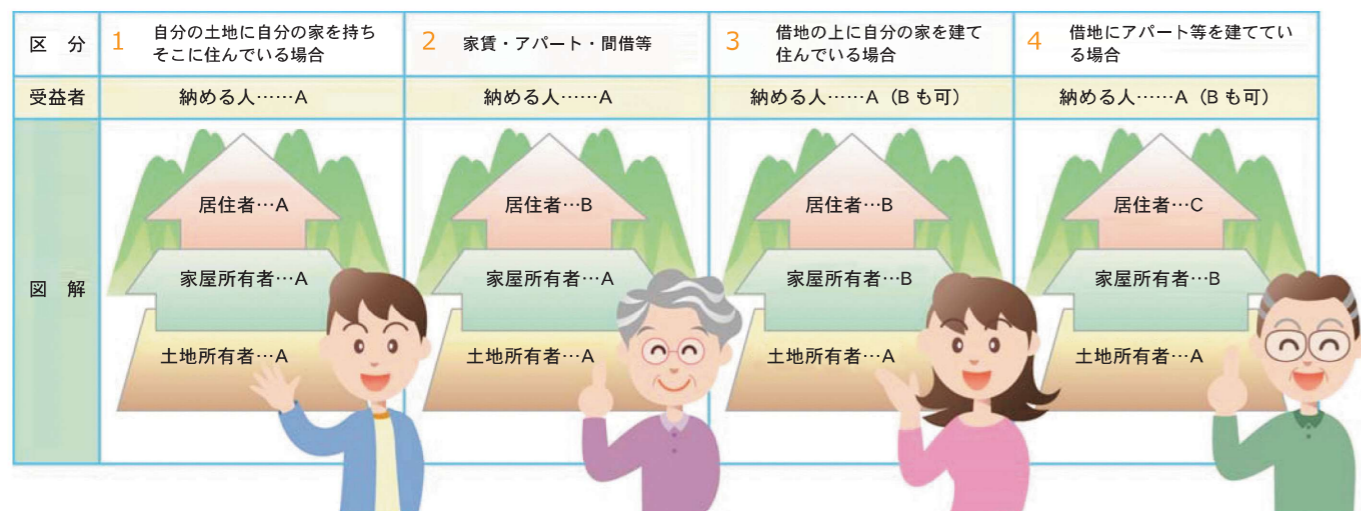 区　分
1 自分の土地に自分の家を持ち
そこに住んでいる場合
2 家賃・アパート・間借等
3 借地の上に自分の家を建て
住んでいる場合
4 借地にアパート等を建ててい
る場合
受益者
納める人……A
納める人……A
納める人……A（Bも可）
納める人……A（Bも可）
図　解
居住者…A
家屋所有者…A
土地所有者…A
居住者…B
家屋所有者…A
土地所有者…A
居住者…B
家屋所有者…B
土地所有者…A
居住者…C
家屋所有者…B
土地所有者…A